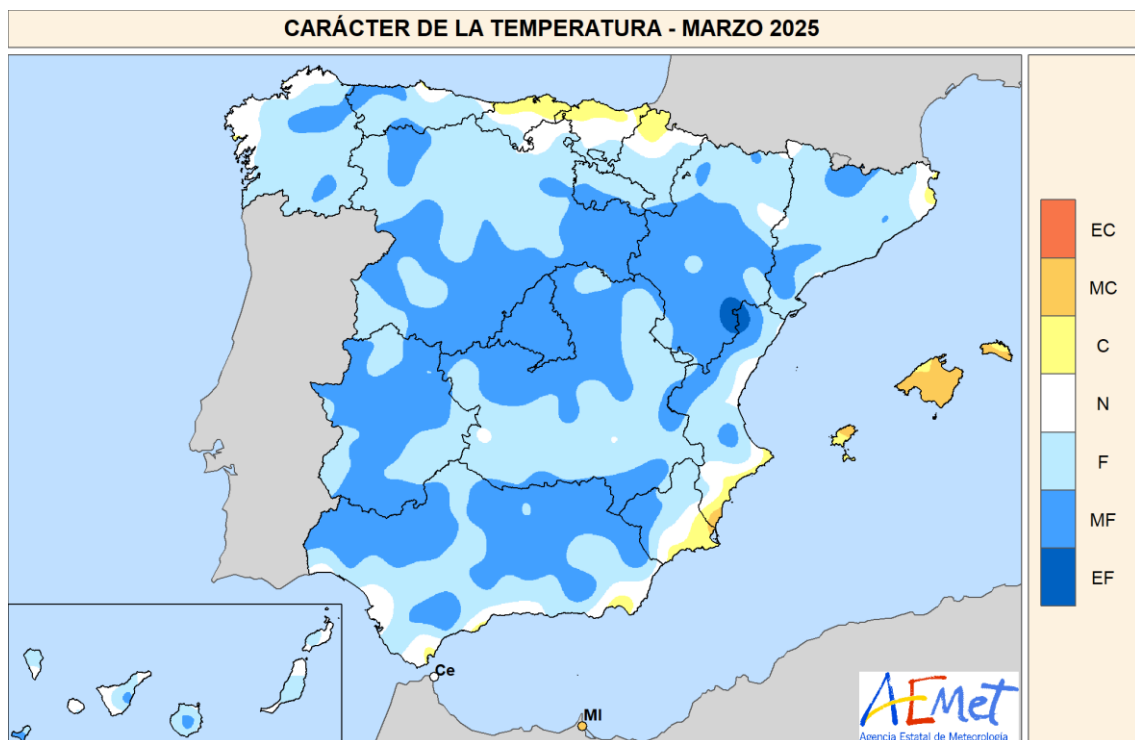 CARÁCTER DE LA TEMPERATURA - MARZO 2025
EC
MC
C
N
F
MF
EF
Ce
Ml
AEMet
Agencia Estatal de Meteorología